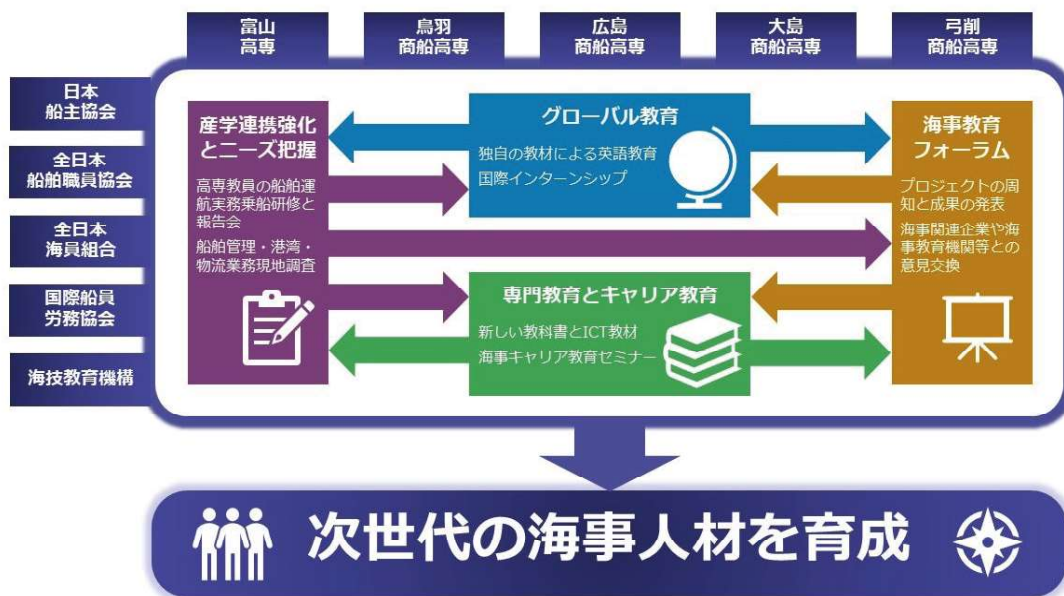 富山
高専
鳥羽
商船高専
広島
商船高専
大島
商船高専
弓削
商船高専
日本
船主協会
全日本
船舶職員協会
全日本
海員組合
国際船員
労務協会
海技教育機構
産学連携強化
とニーズ把握
高専教員の船舶運
航実務乗船研修と
報告会
船舶管理・港湾・
物流業務現地調査
グローバル教育
独自の教材による英語教育
国際インターンシップ
専門教育とキャリア教育
新しい教科書とICT教材
海事キャリア教育セミナー
海事教育
フォーラム
プロジェクトの周
知と成果の発表
海事関連企業や海
事教育機関等との
意見交換
次世代の海事人材を育成